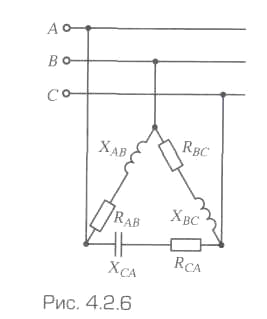 A
B
C
X_AB
R_BC
R_AB
X_BC
X_CA
R_CA
Рис. 4.2.6